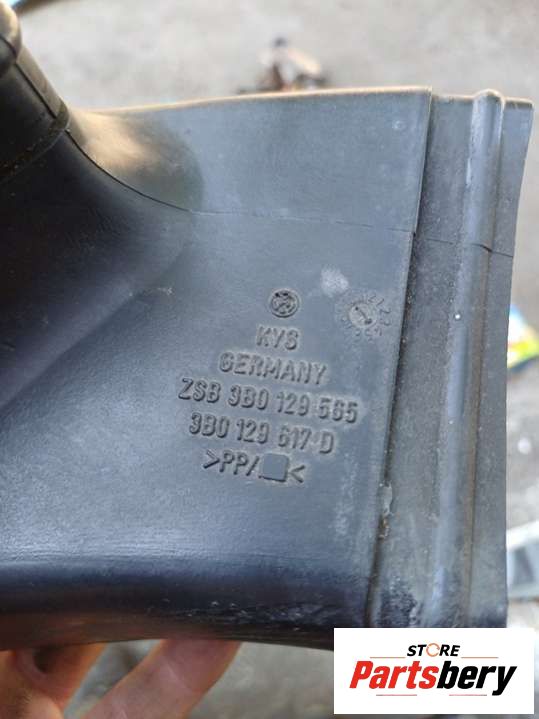 KYS
GERMANY
ZSB 3B0 129 565
3B0 129 617 D
>PP/ <
STORE
Partsbery